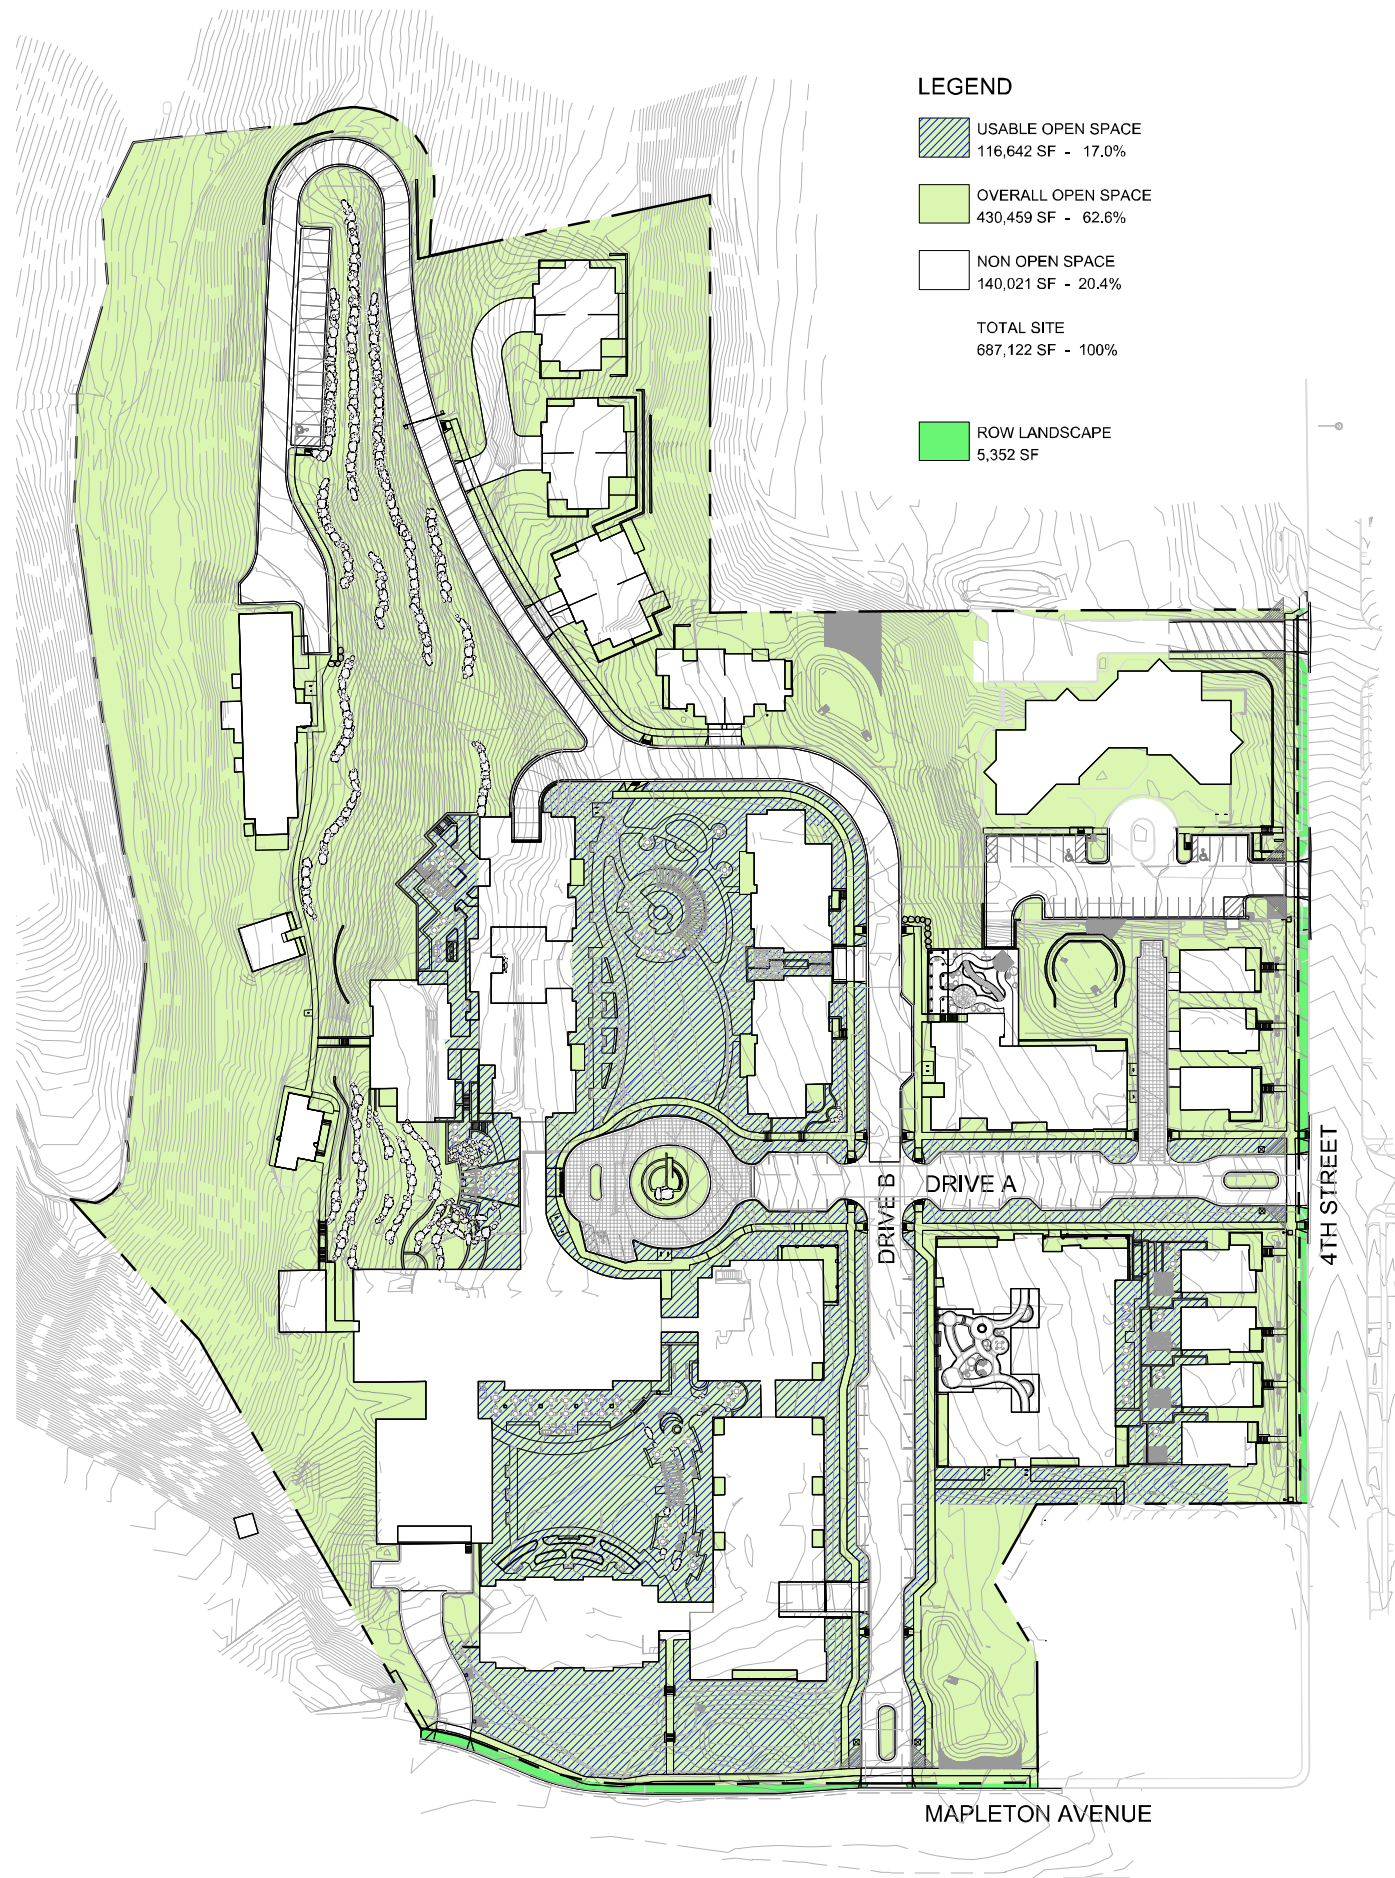 LEGEND
USABLE OPEN SPACE
116,642 SF - 17.0%
OVERALL OPEN SPACE
430,459 SF - 62.6%
NON OPEN SPACE
140,021 SF - 20.4%
TOTAL SITE
687,122 SF - 100%
ROW LANDSCAPE
5,352 SF
DRIVE B
DRIVE A
4TH STREET
MAPLETON AVENUE